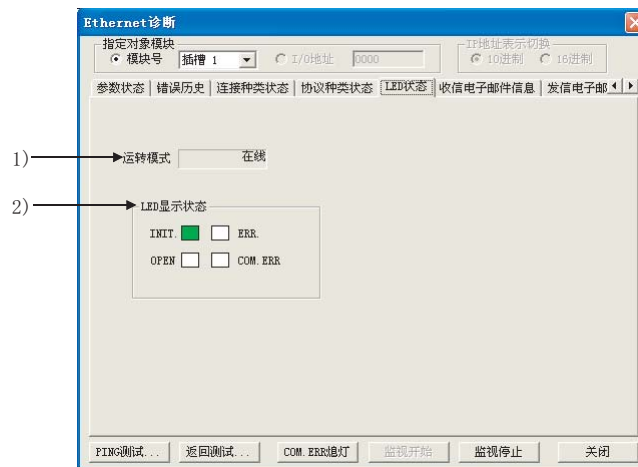 Ethernet诊断
指定对象模块
模块号 插槽 1 I/O地址 0000
IP地址表示切换
10进制 16进制
参数状态 错误历史 连接种类状态 协议种类状态 LED状态 收信电子邮件信息 发信电子邮
1) 运转模式 在线
2) LED显示状态
INIT. ERR.
OPEN COM. ERR
PING测试... 返回测试... COM. ERR熄灯 监视开始 监视停止 关闭